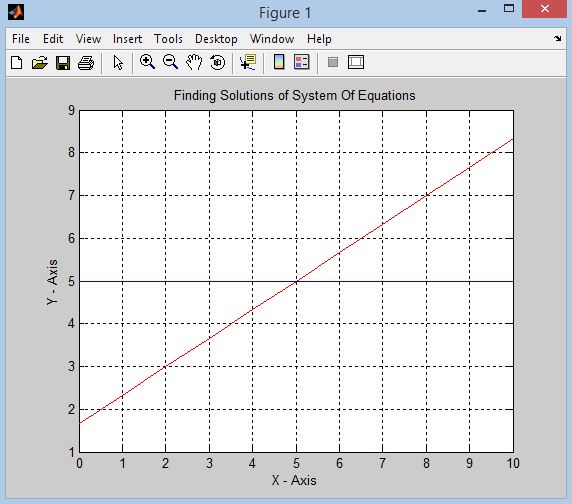 Figure 1
File Edit View Insert Tools Desktop Window Help
Finding Solutions of System Of Equations
9
8
7
6
5
4
3
2
1
Y - Axis
0 1 2 3 4 5 6 7 8 9 10
X - Axis